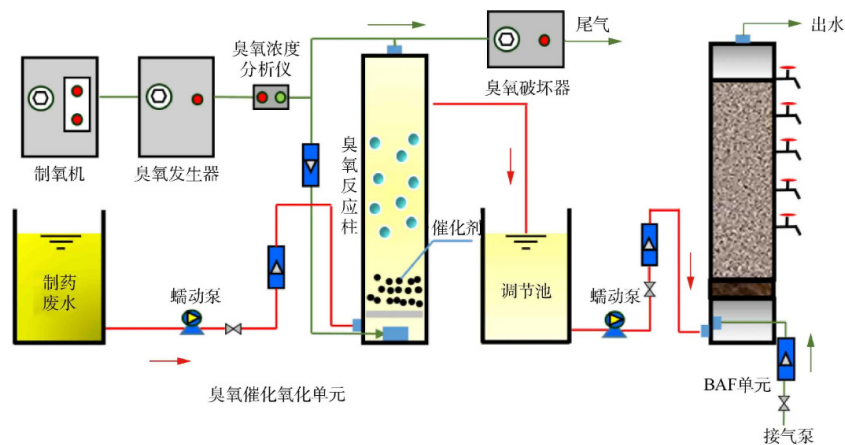 臭氧浓度
分析仪
尾气
出水
制氧机
臭氧发生器
臭氧破坏器
臭氧反应柱
催化剂
制药
废水
蠕动泵
调节池
蠕动泵
臭氧催化氧化单元
BAF单元
接气泵